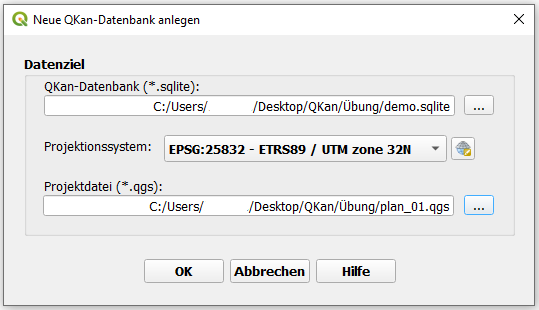 Neue QKan-Datenbank anlegen
Datenziel
QKan-Datenbank (*.sqlite):
C:/Users/ /Desktop/QKan/Übung/demo.sqlite
...
Projektionssystem:
EPSG:25832 - ETRS89 / UTM zone 32N
Projektdatei (*.qgs):
C:/Users/ /Desktop/QKan/Übung/plan_01.qgs
...
OK Abbrechen Hilfe